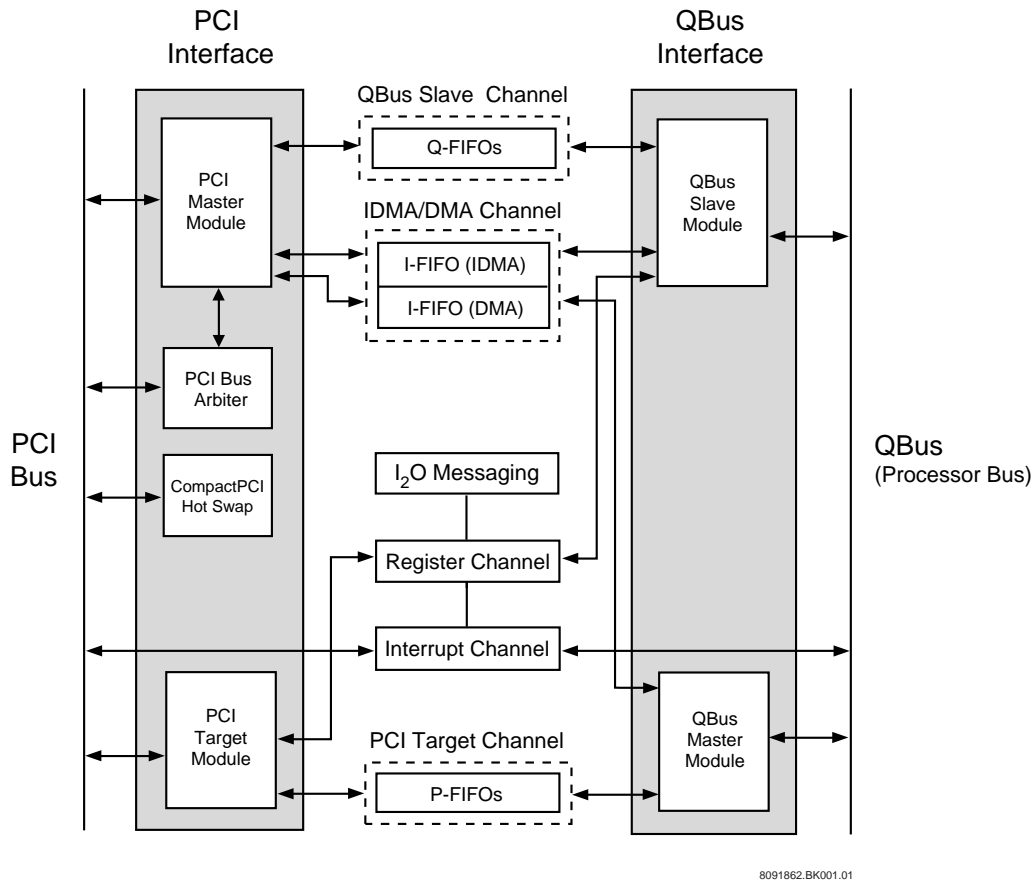 PCI
Interface
QBus
Interface
QBus Slave Channel
Q-FIFOs
PCI
Master
Module
QBus
Slave
Module
IDMA/DMA Channel
I-FIFO (IDMA)
I-FIFO (DMA)
PCI Bus
Arbiter
PCI
Bus
QBus
(Processor Bus)
CompactPCI
Hot Swap
I2O Messaging
Register Channel
Interrupt Channel
PCI
Target
Module
QBus
Master
Module
PCI Target Channel
P-FIFOs
8091862.BK001.01